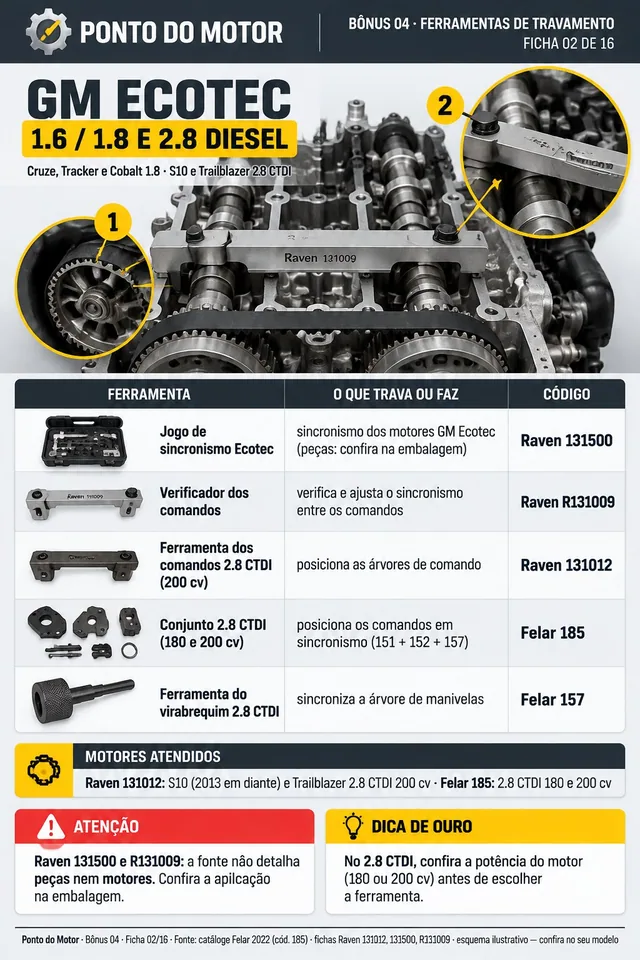 PONTO DO MOTOR
BÔNUS 04 · FERRAMENTAS DE TRAVAMENTO
FICHA 02 DE 16
GM ECOTEC
1.6 / 1.8 E 2.8 DIESEL
Cruze, Tracker e Cobalt 1.8 · S10 e Trailblazer 2.8 CTDI
1
2
Raven 131009
FERRAMENTA
O QUE TRAVA OU FAZ
CÓDIGO
Jogo de
sincronismo Ecotec
sincronismo dos motores GM Ecotec
(peças: confira na embalagem)
Raven 131500
Verificador dos
comandos
verifica e ajusta o sincronismo
entre os comandos
Raven R131009
Ferramenta dos
comandos 2.8 CTDI
(200 cv)
posiciona as árvores de comando
Raven 131012
Conjunto 2.8 CTDI
(180 e 200 cv)
posiciona os comandos em
sincronismo (151 + 152 + 157)
Felar 185
Ferramenta do
virabrequim 2.8 CTDI
sincroniza a árvore de manivelas
Felar 157
MOTORES ATENDIDOS
Raven 131012: S10 (2013 em diante) e Trailblazer 2.8 CTDI 200 cv · Felar 185: 2.8 CTDI 180 e 200 cv
ATENÇÃO
Raven 131500 e R131009: a fonte não detalha
peças nem motores. Confira a apilcação
na embalagem.
DICA DE OURO
No 2.8 CTDI, confira a potência do motor
(180 ou 200 cv) antes de escolher
a ferramenta.
Ponto do Motor · Bônus 04 · Ficha 02/16 · Fonte: catáloge Felar 2022 (cód. 185) · fichas Raven 131012, 131500, R131009 · esquema ilustrativo — confira no seu modelo